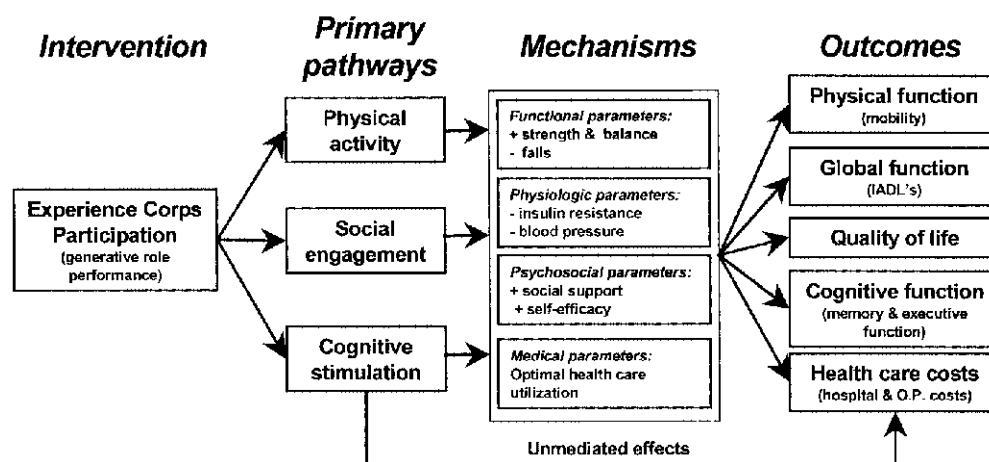 Intervention
Primary
pathways
Mechanisms
Outcomes
Experience Corps
Participation
(generative role
performance)
Physical
activity
Social
engagement
Cognitive
stimulation
Functional parameters:
+ strength & balance
- falls
Physiologic parameters:
- insulin resistance
- blood pressure
Psychosocial parameters:
+ social support
+ self-efficacy
Medical parameters:
Optimal health care
utilization
Unmediated effects
Physical function
(mobility)
Global function
(IADL's)
Quality of life
Cognitive function
(memory & executive
function)
Health care costs
(hospital & O.P. costs)